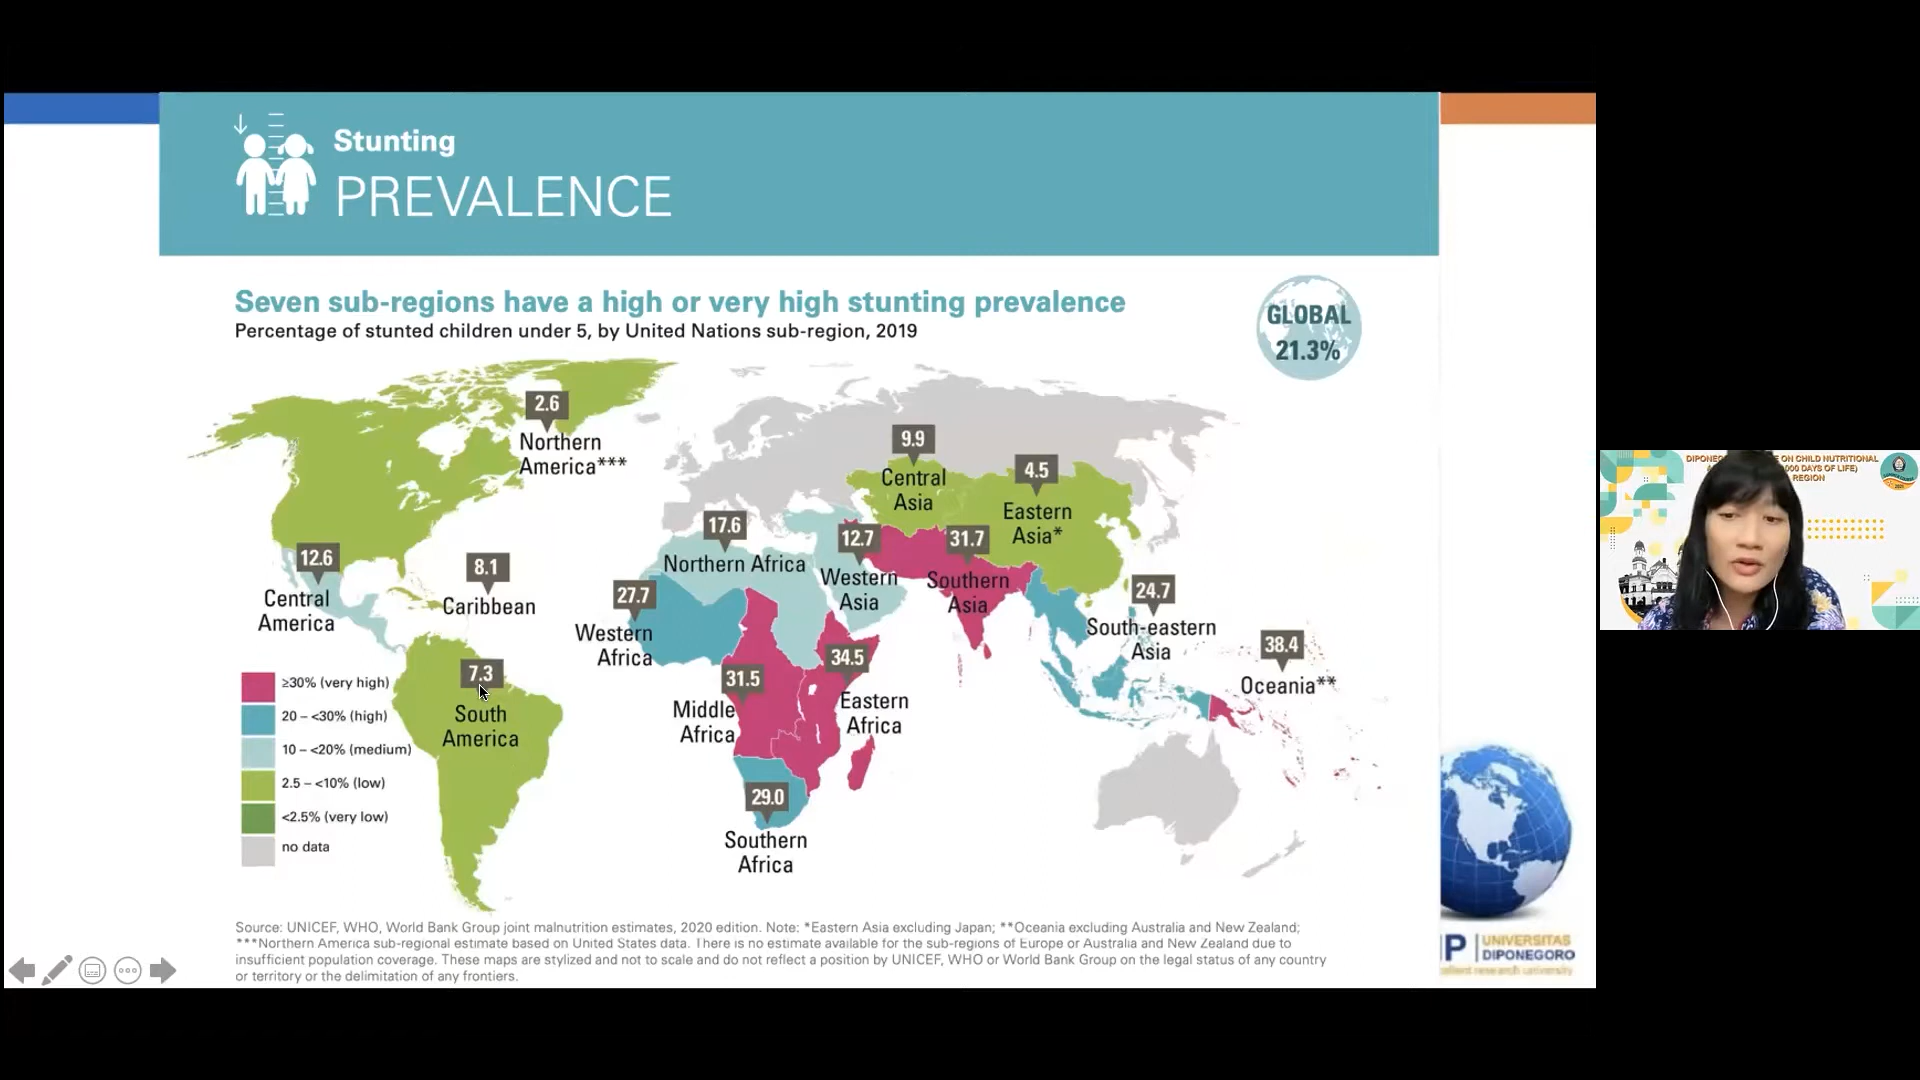 Stunting
PREVALENCE
Seven sub-regions have a high or very high stunting prevalence
Percentage of stunted children under 5, by United Nations sub-region, 2019
GLOBAL
21.3%
2.6
Northern
America***
9.9
Central
Asia
4.5
Eastern
Asia*
12.6
Central
America
8.1
Caribbean
17.6
Northern Africa
12.7
Western
Asia
31.7
Southern
Asia
27.7
Western
Africa
24.7
South-eastern
Asia
38.4
Oceania**
7.3
South
America
31.5
Middle
Africa
34.5
Eastern
Africa
29.0
Southern
Africa
≥30% (very high)
20 – <30% (high)
10 – <20% (medium)
2.5 – <10% (low)
<2.5% (very low)
no data
Source: UNICEF, WHO, World Bank Group joint malnutrition estimates, 2020 edition. Note: *Eastern Asia excluding Japan; **Oceania excluding Australia and New Zealand;
***Northern America sub-regional estimate based on United States data. There is no estimate available for the sub-regions of Europe or Australia and New Zealand due to
insufficient population coverage. These maps are stylized and not to scale and do not reflect a position by UNICEF, WHO or World Bank Group on the legal status of any country
or territory or the delimitation of any frontiers.
P
UNIVERSITAS
DIPONEGORO
research university
ON CHILD NUTRITIONAL
DAYS OF LIFE)
REGION